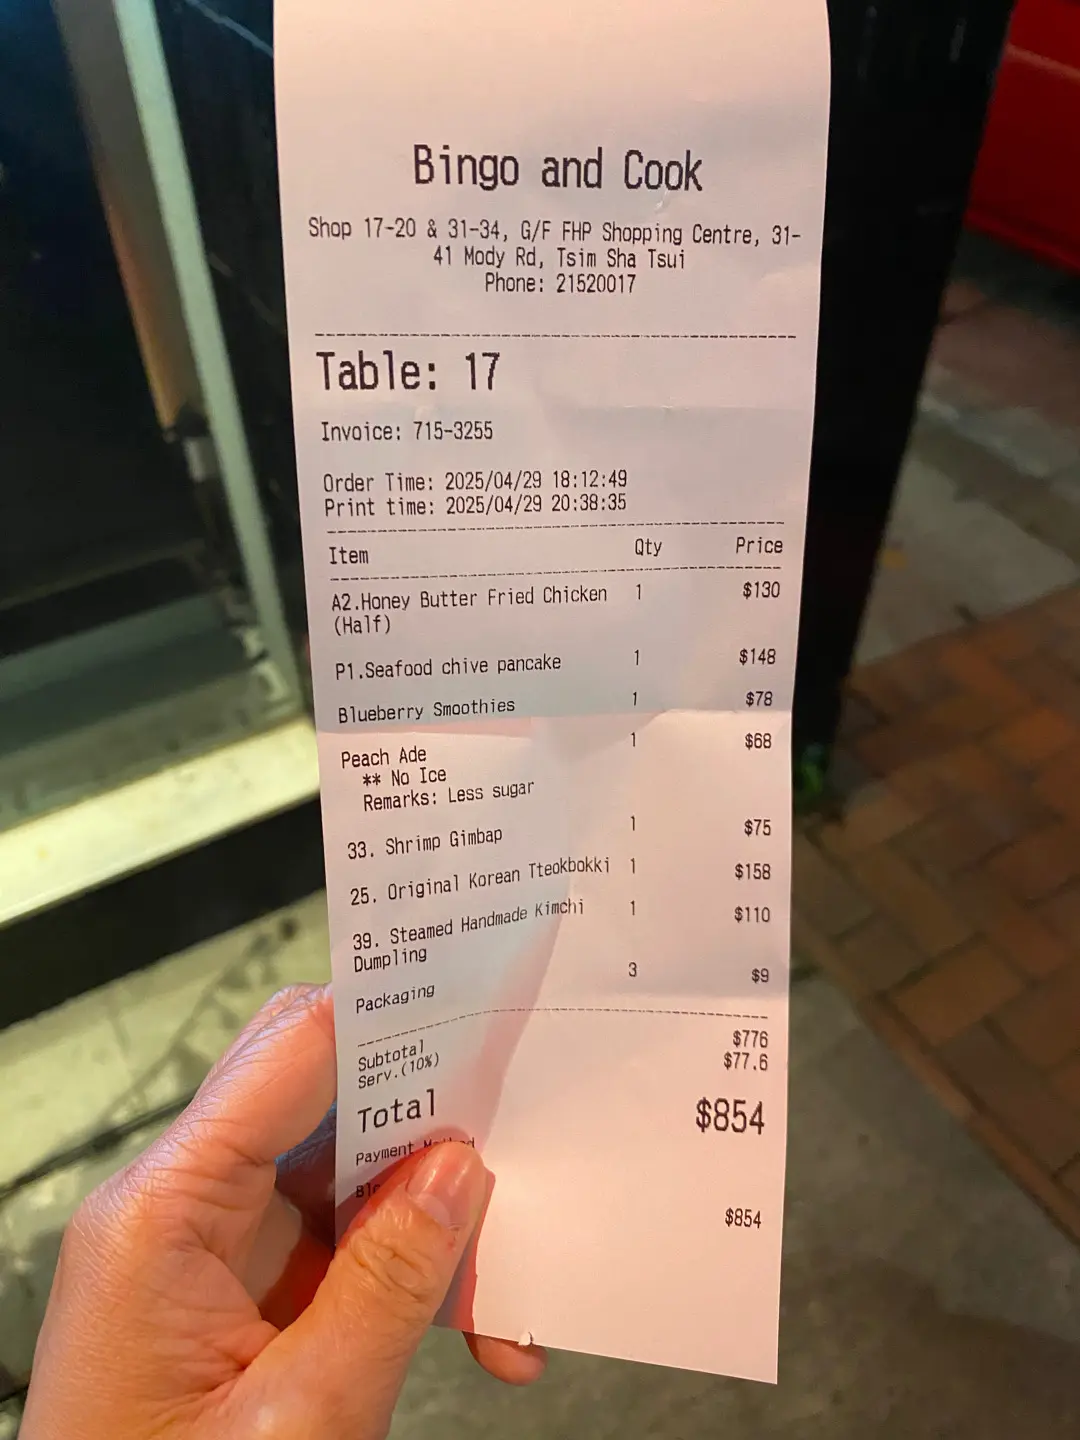 Bingo and Cook
Shop 17-20 & 31-34, G/F FHP Shopping Centre, 31-
41 Mody Rd, Tsim Sha Tsui
Phone: 21520017
Table: 17
Invoice: 715-3255
Order Time: 2025/04/29 18:12:49
Print time: 2025/04/29 20:38:35
Item Qty Price
A2.Honey Butter Fried Chicken 1 $130
(Half)
P1.Seafood chive pancake 1 $148
Blueberry Smoothies 1 $78
Peach Ade 1 $68
** No Ice
Remarks: Less sugar
33. Shrimp Gimbap 1 $75
25. Original Korean Tteokbokki 1 $158
39. Steamed Handmade Kimchi 1 $110
Dumpling
Packaging 3 $9
Subtotal $776
Serv.(10%) $77.6
Total $854
Payment
$854